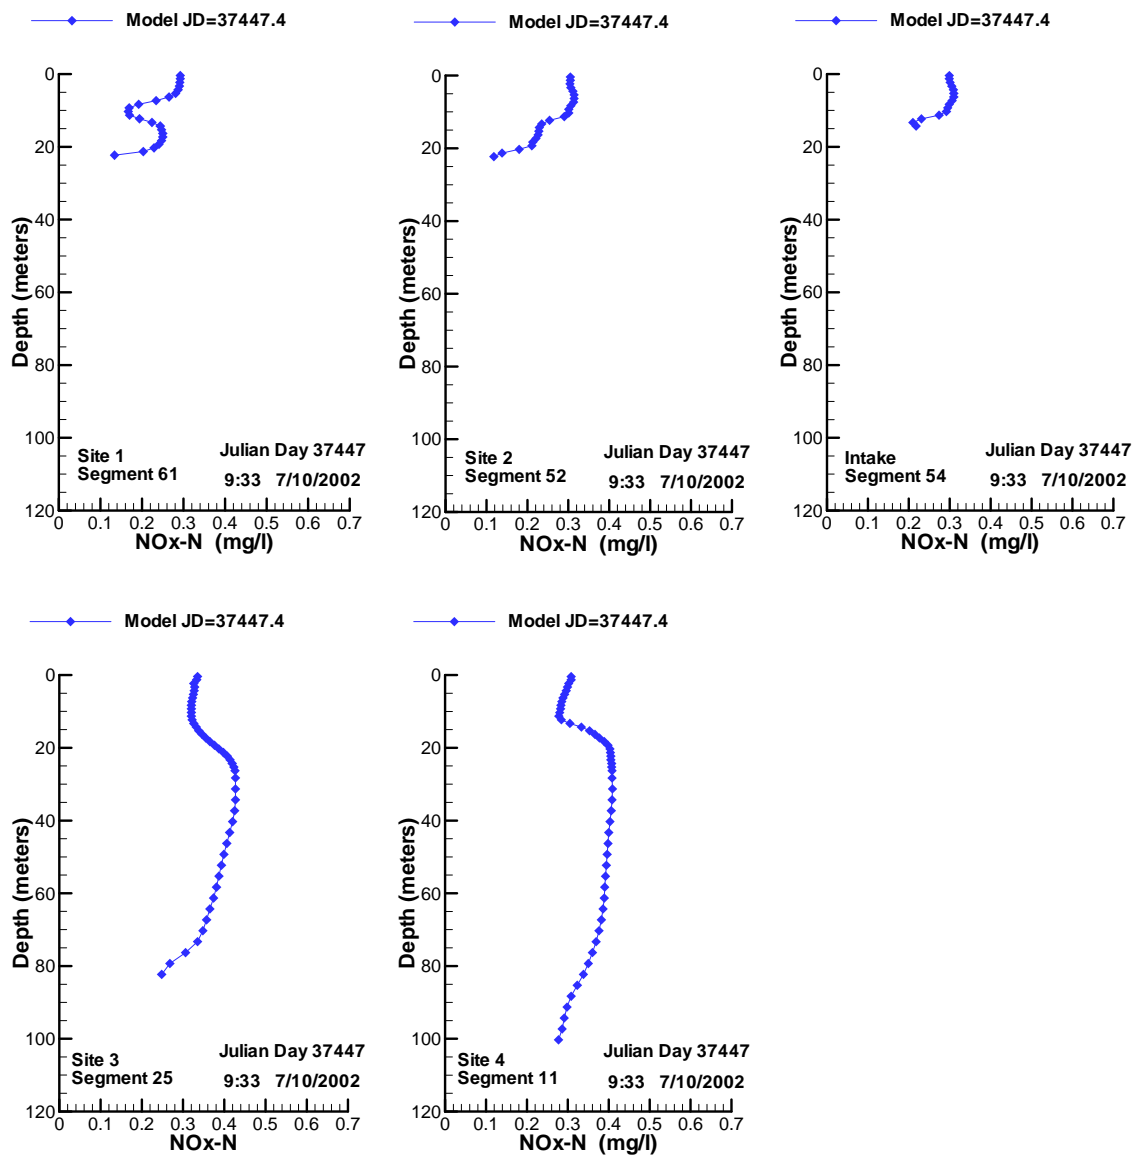 Model JD=37447.4
Model JD=37447.4
Model JD=37447.4
0
20
40
60
80
100
120
Depth (meters)
Site 1
Segment 61
Julian Day 37447
9:33 7/10/2002
0 0.1 0.2 0.3 0.4 0.5 0.6 0.7
NOx-N (mg/l)
0
20
40
60
80
100
120
Depth (meters)
Site 2
Segment 52
Julian Day 37447
9:33 7/10/2002
0 0.1 0.2 0.3 0.4 0.5 0.6 0.7
NOx-N (mg/l)
0
20
40
60
80
100
120
Depth (meters)
Intake
Segment 54
Julian Day 37447
9:33 7/10/2002
0 0.1 0.2 0.3 0.4 0.5 0.6 0.7
NOx-N (mg/l)
Model JD=37447.4
Model JD=37447.4
0
20
40
60
80
100
120
Depth (meters)
Site 3
Segment 25
Julian Day 37447
9:33 7/10/2002
0 0.1 0.2 0.3 0.4 0.5 0.6 0.7
NOx-N
0
20
40
60
80
100
120
Depth (meters)
Site 4
Segment 11
Julian Day 37447
9:33 7/10/2002
0 0.1 0.2 0.3 0.4 0.5 0.6 0.7
NOx-N (mg/l)